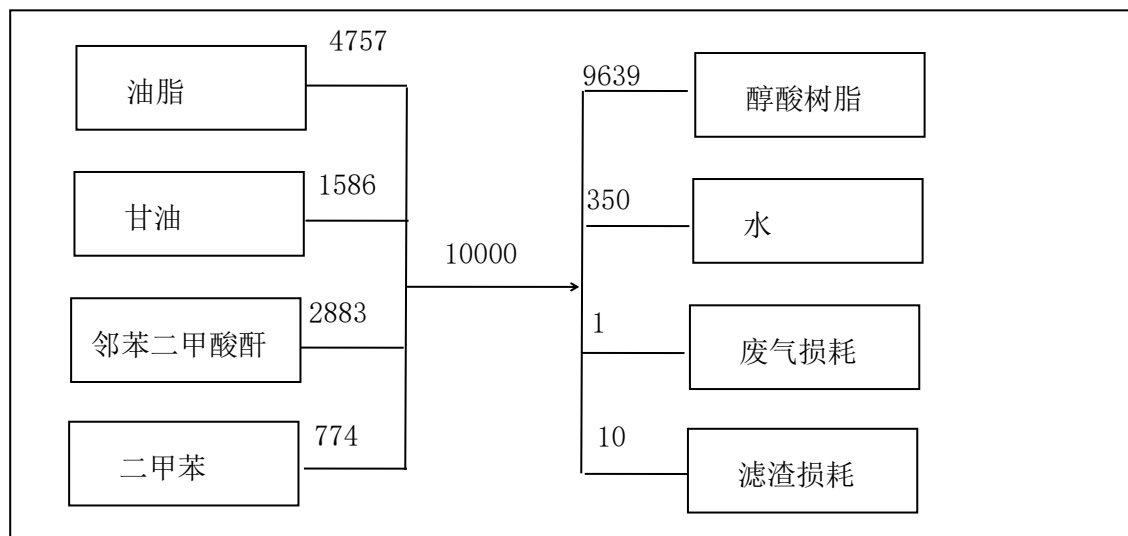 4757
油脂
1586
甘油
2883
邻苯二甲酸酐
774
二甲苯
10000
9639
醇酸树脂
350
水
1
废气损耗
10
滤渣损耗